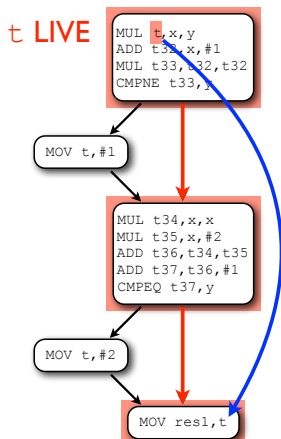 t LIVE
MUL t,x,y
ADD t32,x,#1
MUL t33,t32,t32
CMPNE t33,y
MOV t,#1
MUL t34,x,x
MUL t35,x,#2
ADD t36,t34,t35
ADD t37,t36,#1
CMPEQ t37,y
MOV t,#2
MOV res1,t